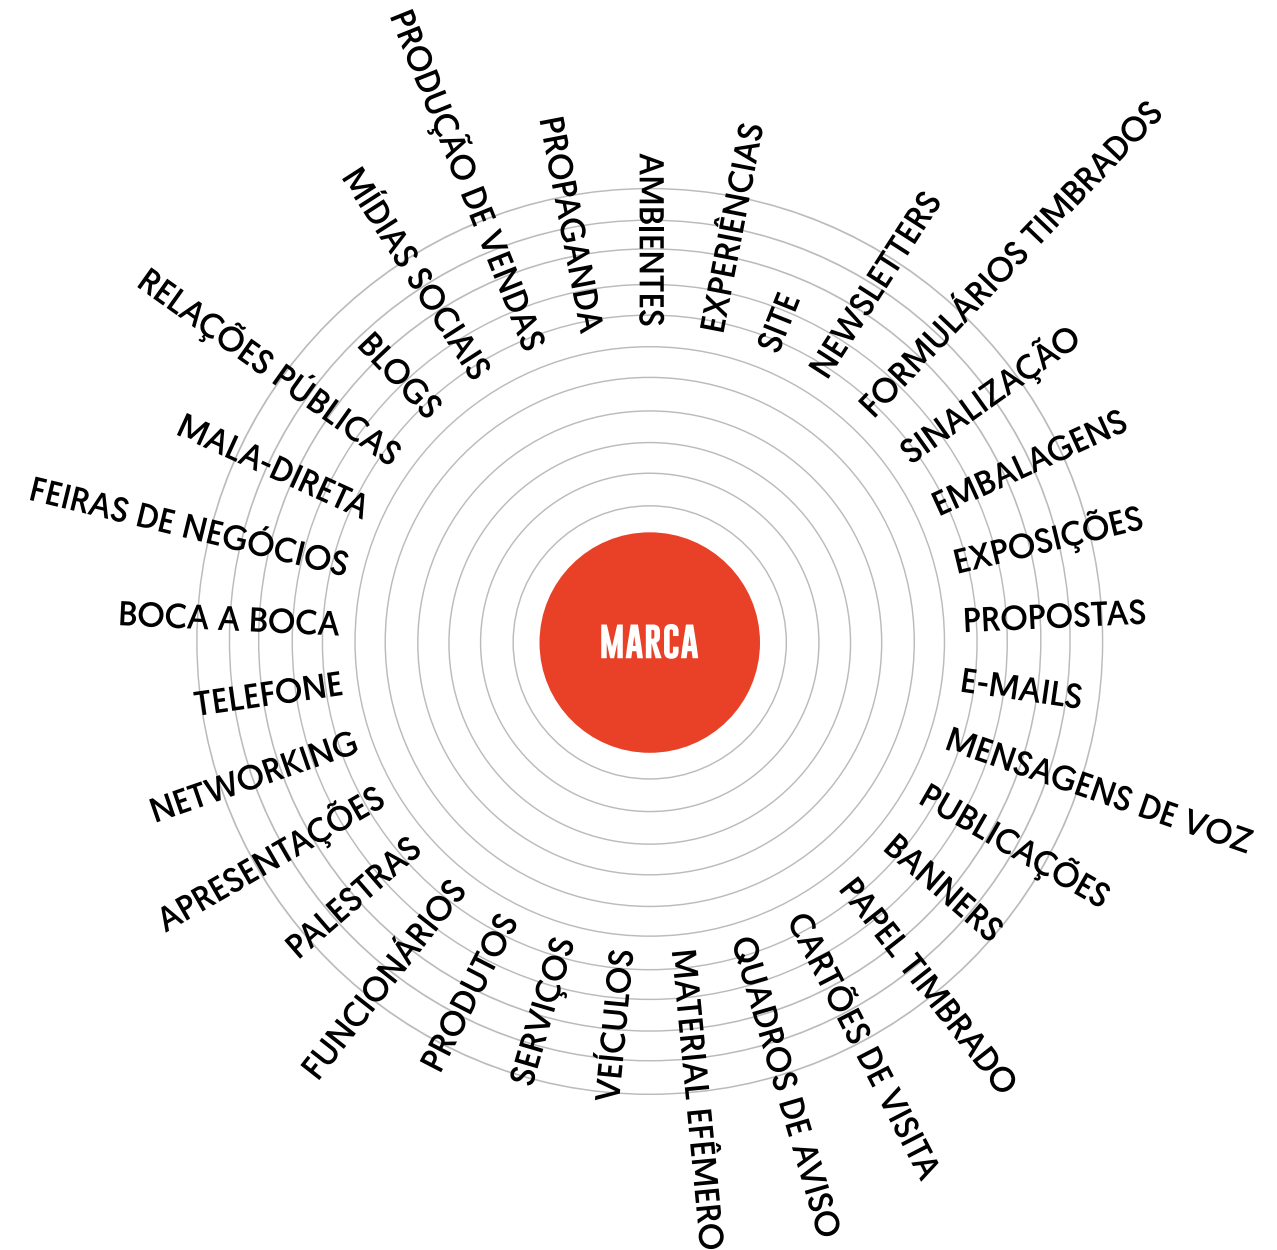 AMBIENTES
EXPERIÊNCIAS
SITE
NEWSLETTERS
FORMULÁRIOS TIMBRADOS
SINALIZAÇÃO
EMBALAGENS
EXPOSIÇÕES
PROPOSTAS
E-MAILS
MENSAGENS DE VOZ
PUBLICAÇÕES
BANNERS
PAPEL TIMBRADO
CARTÕES DE VISITA
QUADROS DE AVISO
MATERIAL EFÊMERO
VEÍCULOS
SERVIÇOS
PRODUTOS
FUNCIONÁRIOS
PALESTRAS
APRESENTAÇÕES
NETWORKING
TELEFONE
BOCA A BOCA
FEIRAS DE NEGÓCIOS
MALA-DIRETA
RELAÇÕES PÚBLICAS
BLOGS
MÍDIAS SOCIAIS
PRODUÇÃO DE VENDAS
PROPAGANDA
MARCA